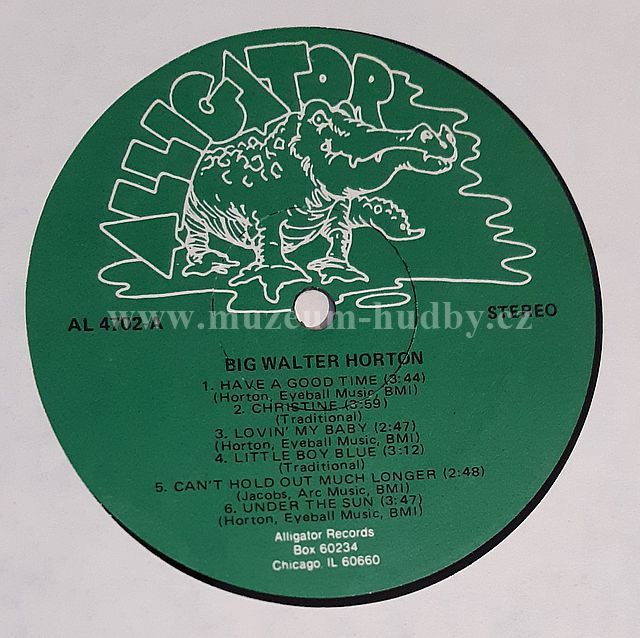 ALLIGATOR
AL 4702-A
STEREO
www.muzeum-hudby.cz
BIG WALTER HORTON
1. HAVE A GOOD TIME (3:44)
(Horton, Eyeball Music, BMI)
2. CHRISTINE (3:59)
(Traditional)
3. LOVIN' MY BABY (2:47)
(Horton, Eyeball Music, BMI)
4. LITTLE BOY BLUE (3:12)
(Traditional)
5. CAN'T HOLD OUT MUCH LONGER (2:48)
(Jacobs, Arc Music, BMI)
6. UNDER THE SUN (3:47)
(Horton, Eyeball Music, BMI)
Alligator Records
Box 60234
Chicago, IL 60660